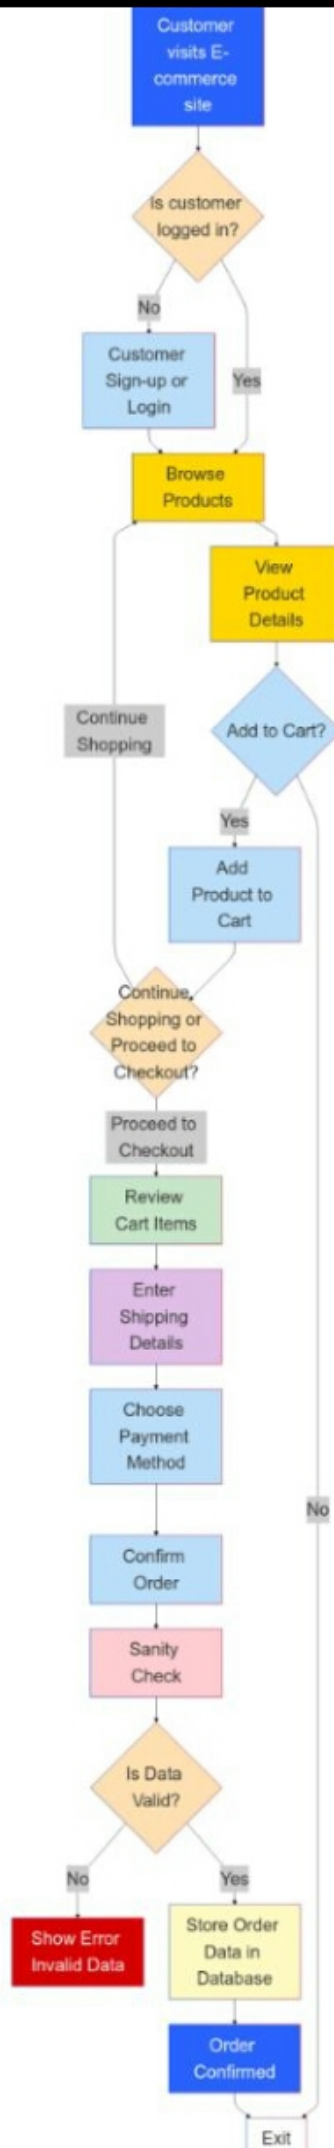 Customer
visits E-
commerce
site
Is customer
logged in?
No
Customer
Sign-up or
Login
Yes
Browse
Products
View
Product
Details
Continue
Shopping
Add to Cart?
Yes
Add
Product to
Cart
Continue
Shopping or
Proceed to
Checkout?
Proceed to
Checkout
Review
Cart Items
Enter
Shipping
Details
Choose
Payment
Method
No
Confirm
Order
Sanity
Check
Is Data
Valid?
No
Yes
Show Error
Invalid Data
Store Order
Data in
Database
Order
Confirmed
Exit